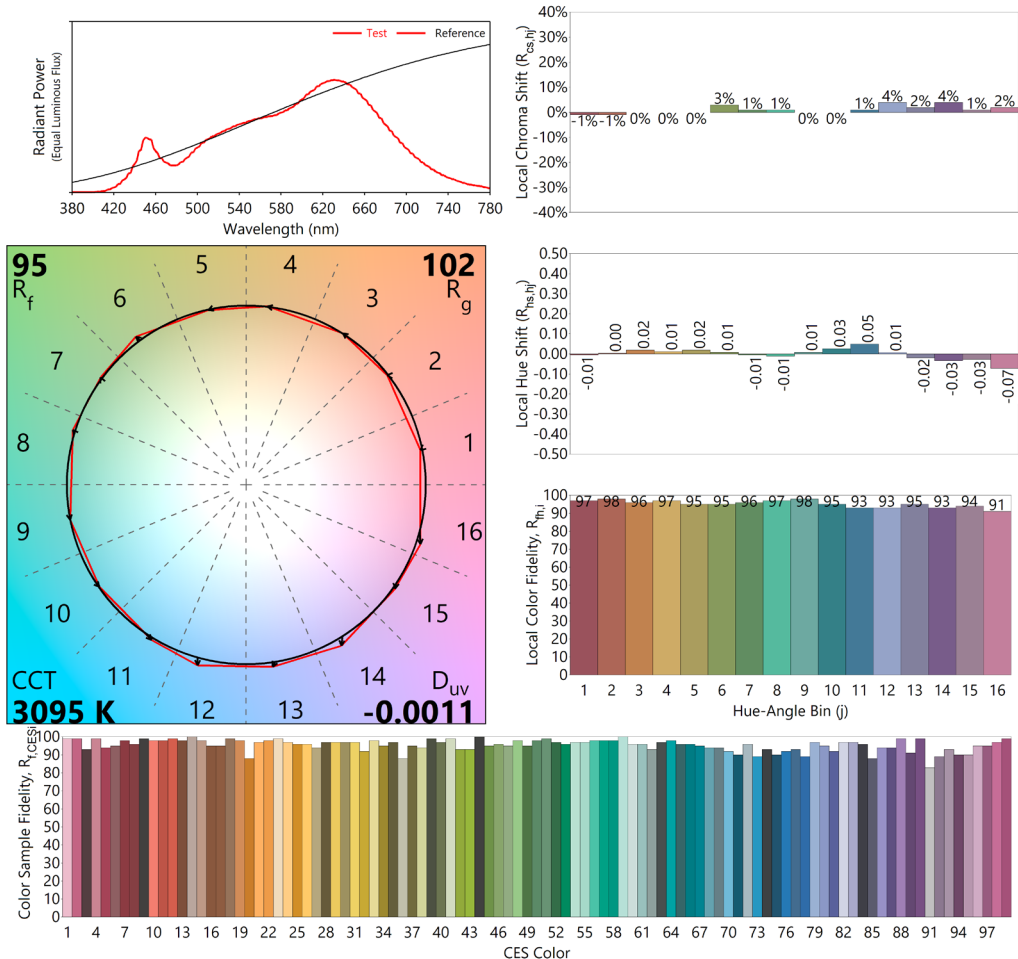 Radiant Power
(Equal Luminous Flux)
Test Reference
380 420 460 500 540 580 620 660 700 740 780
Wavelength (nm)
Local Chroma Shift (Rcs,hj)
40%
30%
20%
10%
0%
-10%
-20%
-30%
-40%
-1% -1% 0% 0% 0% 3% 1% 1% 0% 0% 1% 4% 2% 4% 1% 2%
95
Rf
102
Rg
5 4
6 3
7 2
8 1
9 16
10 15
11 14
12 13
CCT
3095 K
Duv
-0.0011
Local Hue Shift (Rhs,hj)
0.50
0.40
0.30
0.20
0.10
0.00
-0.10
-0.20
-0.30
-0.40
-0.50
-0.01 0.00 0.02 0.01 0.02 0.01 -0.01 -0.01 0.01 0.03 0.05 0.01 -0.02 -0.03 -0.03 -0.07
Local Color Fidelity, Rfh,i
100
90
80
70
60
50
40
30
20
10
0
97 98 96 97 95 95 96 97 98 95 93 93 95 93 94 91
1 2 3 4 5 6 7 8 9 10 11 12 13 14 15 16
Hue-Angle Bin (j)
Color Sample Fidelity, Rf,CESi
100
90
80
70
60
50
40
30
20
10
0
1 4 7 10 13 16 19 22 25 28 31 34 37 40 43 46 49 52 55 58 61 64 67 70 73 76 79 82 85 88 91 94 97
CES Color